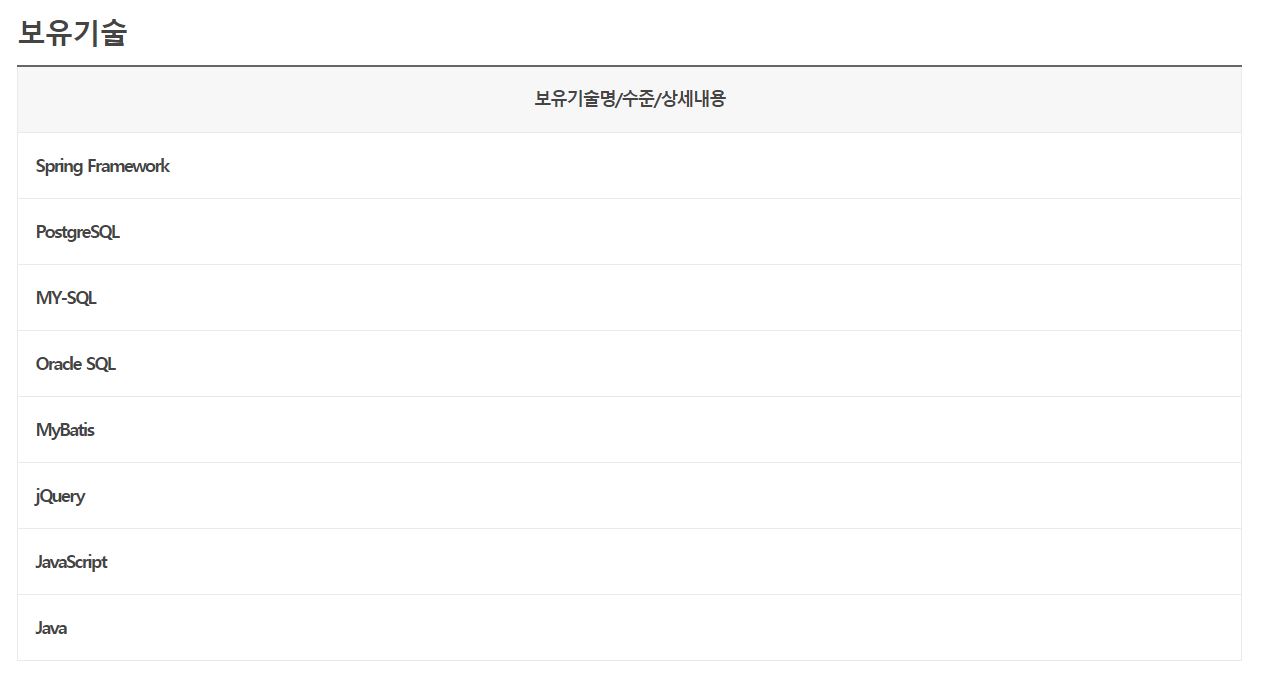 보유기술
보유기술명/수준/상세내용
Spring Framework
PostgreSQL
MY-SQL
Oracle SQL
MyBatis
jQuery
JavaScript
Java